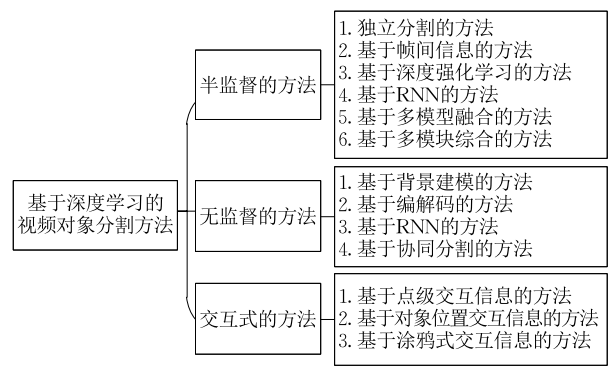 基于深度学习的
视频对象分割方法
半监督的方法
1. 独立分割的方法
2. 基于帧间信息的方法
3. 基于深度强化学习的方法
4. 基于RNN的方法
5. 基于多模型融合的方法
6. 基于多模块综合的方法
无监督的方法
1. 基于背景建模的方法
2. 基于编解码的方法
3. 基于RNN的方法
4. 基于协同分割的方法
交互式的方法
1. 基于点级交互信息的方法
2. 基于对象位置交互信息的方法
3. 基于涂鸦式交互信息的方法